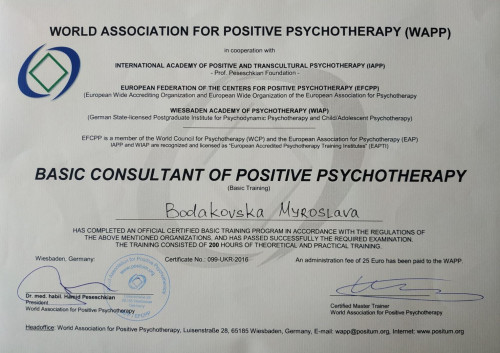 WORLD ASSOCIATION FOR POSITIVE PSYCHOTHERAPY (WAPP)
in cooperation with
INTERNATIONAL ACADEMY OF POSITIVE AND TRANSCULTURAL PSYCHOTHERAPY (IAPP)
- Prof. Peseschkian Foundation -
EUROPEAN FEDERATION OF THE CENTERS FOR POSITIVE PSYCHOTHERAPY (EFCPP)
(European Wide Accrediting Organization and European Wide Organization of the European Association for Psychotherapy
WIESBADEN ACADEMY OF PSYCHOTHERAPY (WIAP)
(German State-licensed Postgraduate Institute for Psychodynamic Psychotherapy and Child/Adolescent Psychotherapy)
EFCPP is a member of the World Council for Psychotherapy (WCP) and the European Association for Psychotherapy (EAP)
IAPP and WIAP are recognized and licensed as "European Accredited Psychotherapy Training Institutes" (EAPTI)
BASIC CONSULTANT OF POSITIVE PSYCHOTHERAPY
(Basic Training)
Bodakovska Myroslava
HAS COMPLETED AN OFFICIAL CERTIFIED BASIC TRAINING PROGRAM IN ACCORDANCE WITH THE REGULATIONS OF
THE ABOVE MENTIONED ORGANIZATIONS, AND HAS PASSED SUCCESSFULLY THE REQUIRED EXAMINATION.
THE TRAINING CONSISTED OF 200 HOURS OF THEORETICAL AND PRACTICAL TRAINING.
Wiesbaden, Germany: Certificate No.: 099-UKR-2016 An administration fee of 25 Euro has been paid to the WAPP.
Dr. med. habil. Hamid Peseschkian
President
World Association for Positive Psychotherapy
Certified Master Trainer
World Association for Positive Psychotherapy
Headoffice: World Association for Positive Psychotherapy, Luisenstraße 28, 65185 Wiesbaden, Germany, E-mail: wapp@positum.org, Internet: www.positum.org